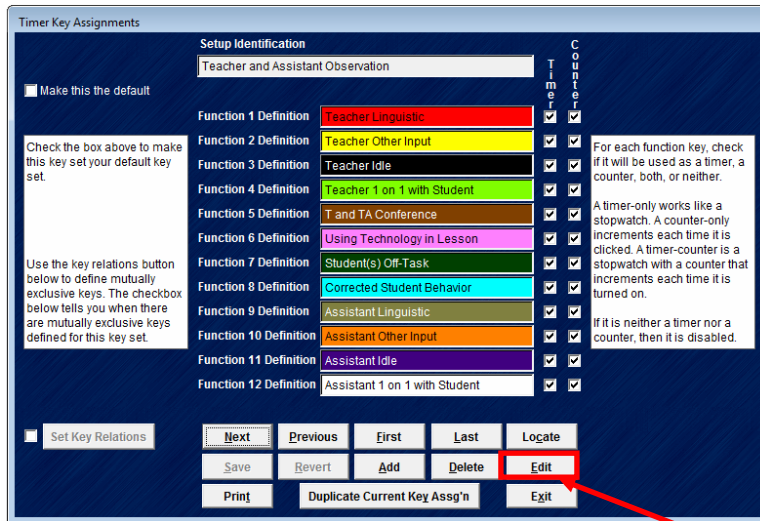 Timer Key Assignments
Setup Identification
Teacher and Assistant Observation
Timer
Counter
Make this the default
Check the box above to make
this key set your default key
set.
Use the key relations button
below to define mutually
exclusive keys. The checkbox
below tells you when there
are mutually exclusive keys
defined for this key set.
Function 1 Definition Teacher Linguistic
Function 2 Definition Teacher Other Input
Function 3 Definition Teacher Idle
Function 4 Definition Teacher 1 on 1 with Student
Function 5 Definition T and TA Conference
Function 6 Definition Using Technology in Lesson
Function 7 Definition Student(s) Off-Task
Function 8 Definition Corrected Student Behavior
Function 9 Definition Assistant Linguistic
Function 10 Definition Assistant Other Input
Function 11 Definition Assistant Idle
Function 12 Definition Assistant 1 on 1 with Student
For each function key, check
if it will be used as a timer, a
counter, both, or neither.
A timer-only works like a
stopwatch. A counter-only
increments each time it is
clicked. A timer-counter is a
stopwatch with a counter that
increments each time it is
turned on.
If it is neither a timer nor a
counter, then it is disabled.
Set Key Relations
Next Previous First Last Locate
Save Revert Add Delete Edit
Print Duplicate Current Key Assg'n Exit